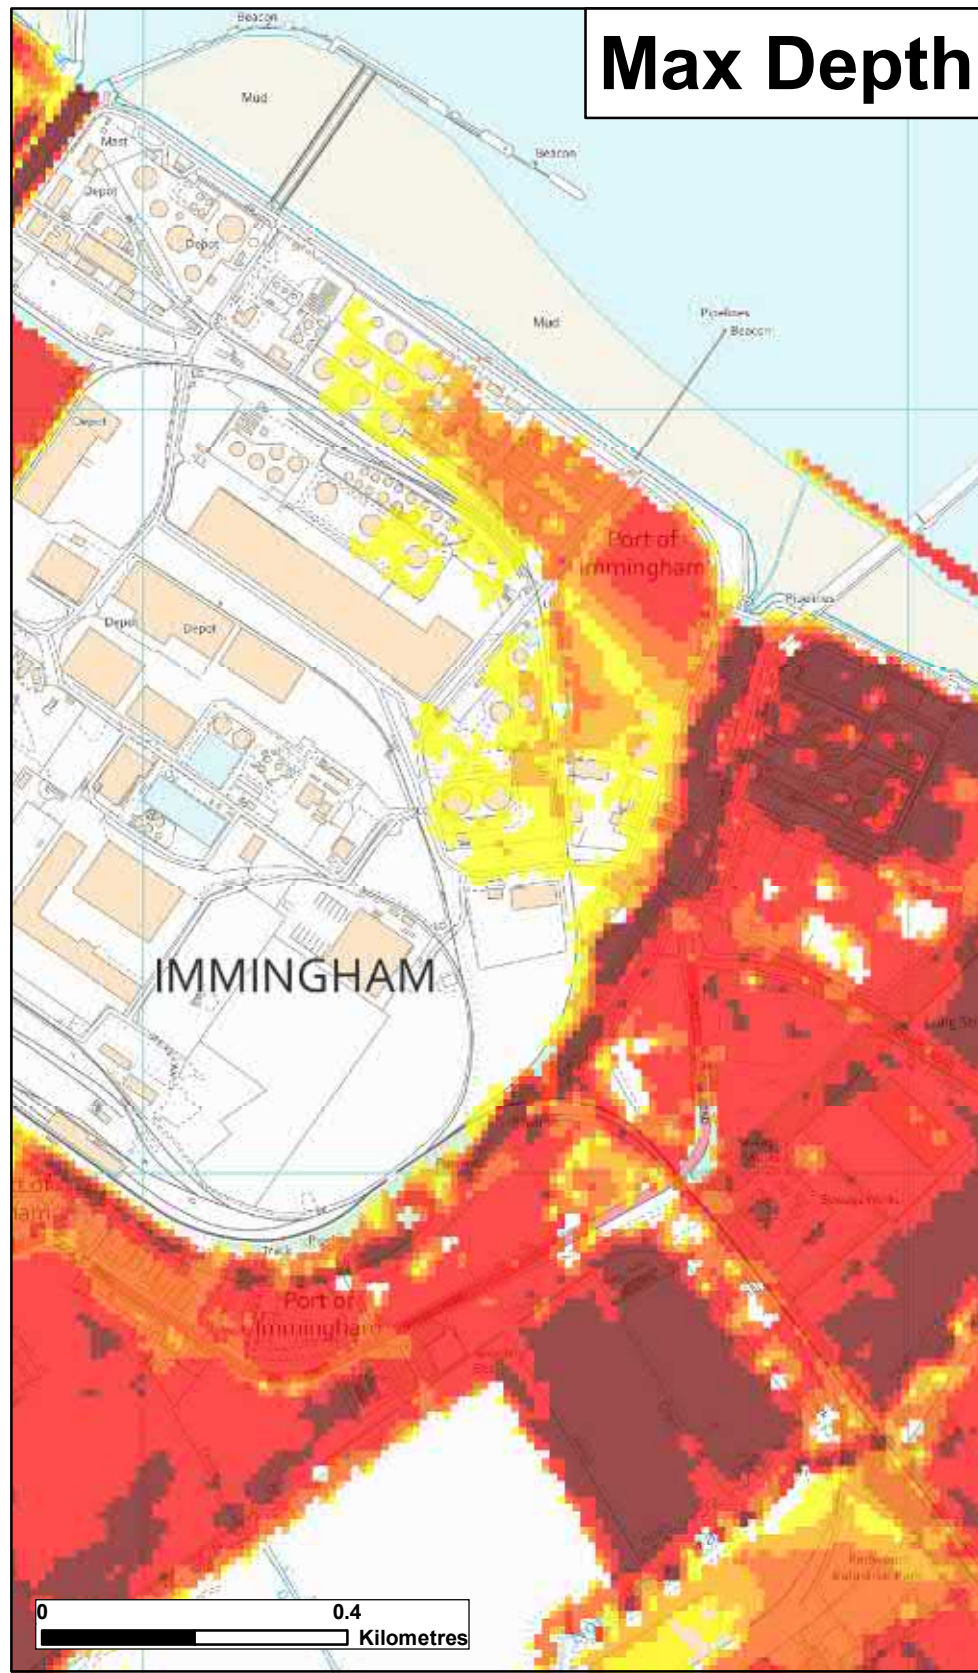 Beacon
Max Depth
Mud
Mast
Beacon
Depot
Depot
Pipelines
Mud
Beacon
Depot
Port of
Immingham
Pipelines
Depot
Depot
IMMINGHAM
Track
Port of
Immingham
0
0.4
Kilometres